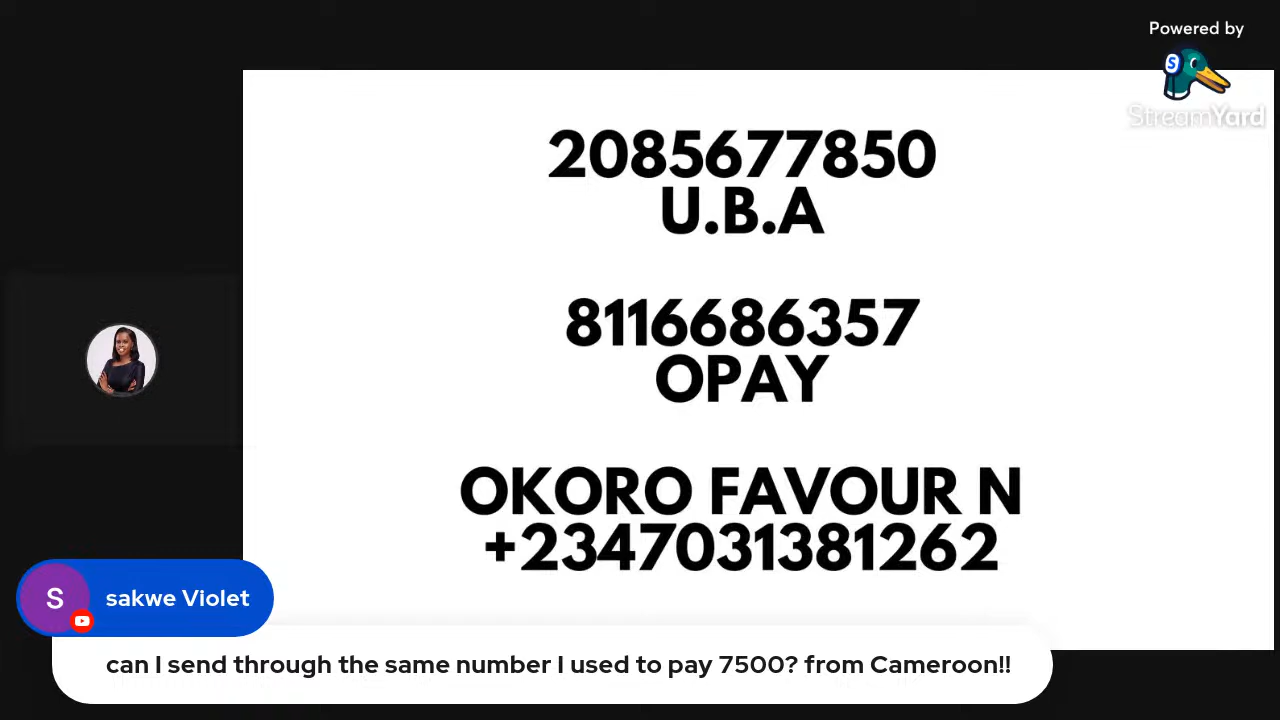 Powered by
StreamYard
2085677850
U.B.A
8116686357
OPAY
OKORO FAVOUR N
+2347031381262
S
sakwe Violet
can I send through the same number I used to pay 7500? from Cameroon!!